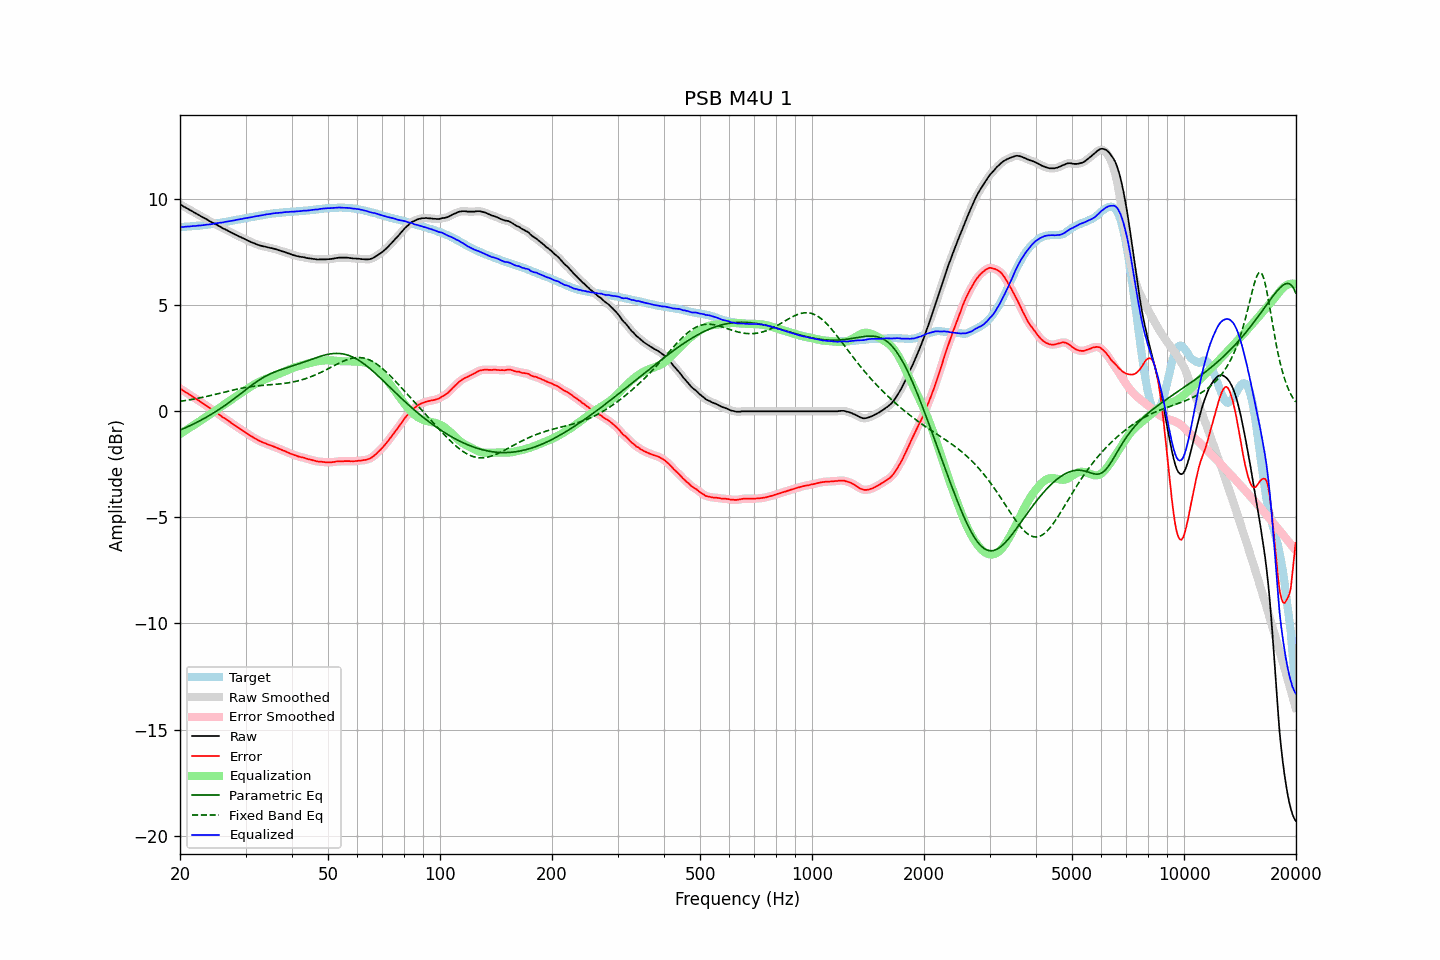 PSB M4U 1
Amplitude (dBr)
10
5
0
−5
−10
−15
−20
Target
Raw Smoothed
Error Smoothed
Raw
Error
Equalization
Parametric Eq
Fixed Band Eq
Equalized
20 50 100 200 500 1000 2000 5000 10000 20000
Frequency (Hz)